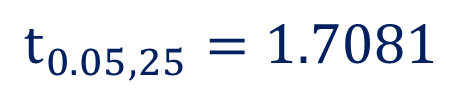 t₀.₀₅,₂₅ = 1.7081